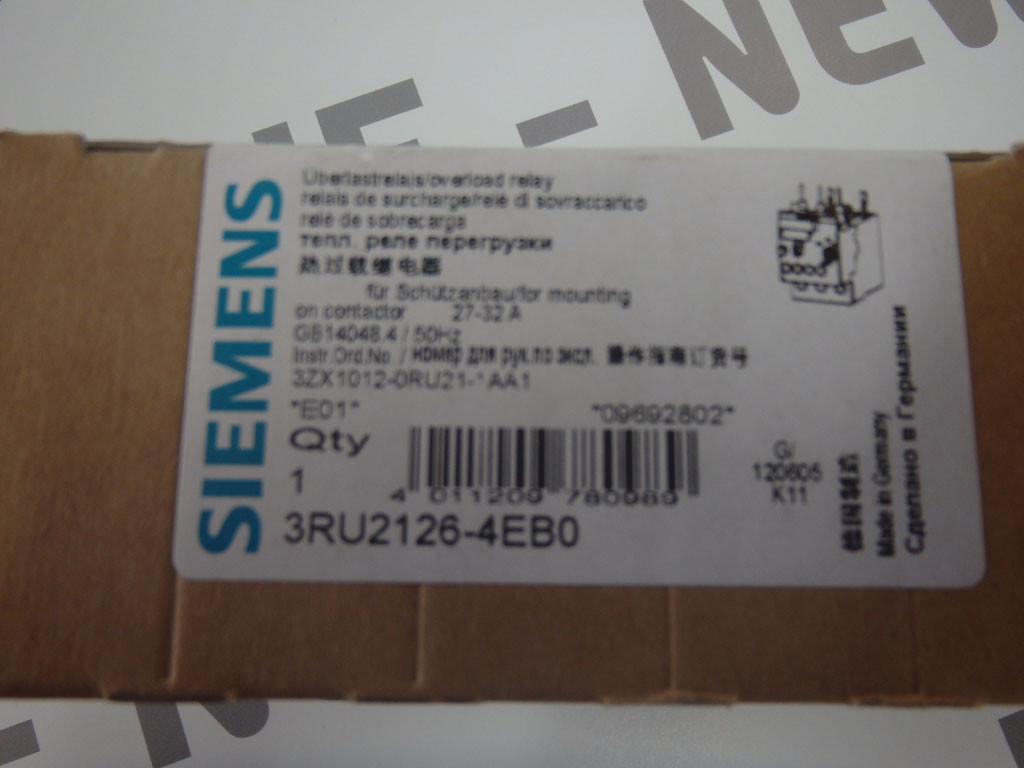 NEW
NE -
SIEMENS
Überlastrelais/overload relay
relais de surcharge/relè di sovraccarico
relé de sobrecarga
тепл. реле перегрузки
热过载继电器
für Schützanbau/for mounting
on contactor 27-32 A
GB14048.4 / 50Hz
Instr.Ord.No. / номер для рук.по эксп. 操作指南订货号
3ZX1012-0RU21-1AA1
"E01" "09692802"
Qty
1
4 011209 780989
3RU2126-4EB0
G/
120605
K11
德国制造
Made in Germany
Сделано в Германии